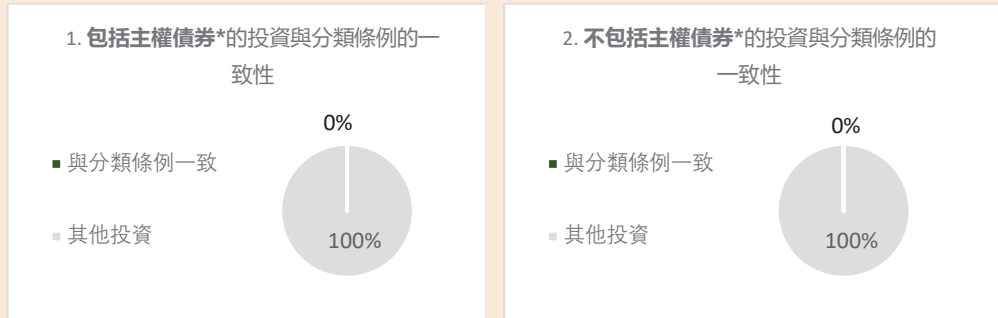 1. 包括主權債券*的投資與分類條例的一
致性
0%
與分類條例一致
其他投資
100%
2. 不包括主權債券*的投資與分類條例的
一致性
0%
與分類條例一致
其他投資
100%